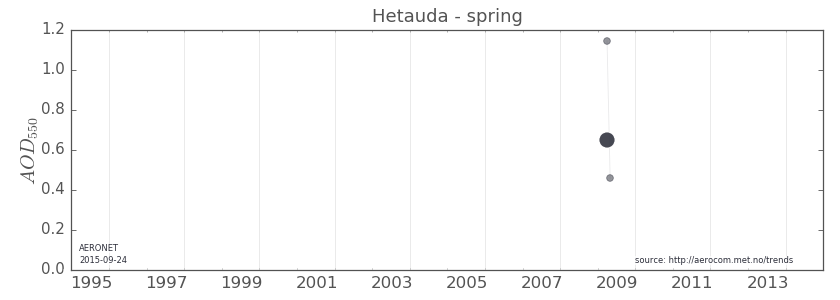 Hetauda - spring
1.2
1.0
0.8
0.6
0.4
0.2
0.0
AOD550
AERONET
2015-09-24
source: http://aerocom.met.no/trends
1995 1997 1999 2001 2003 2005 2007 2009 2011 2013